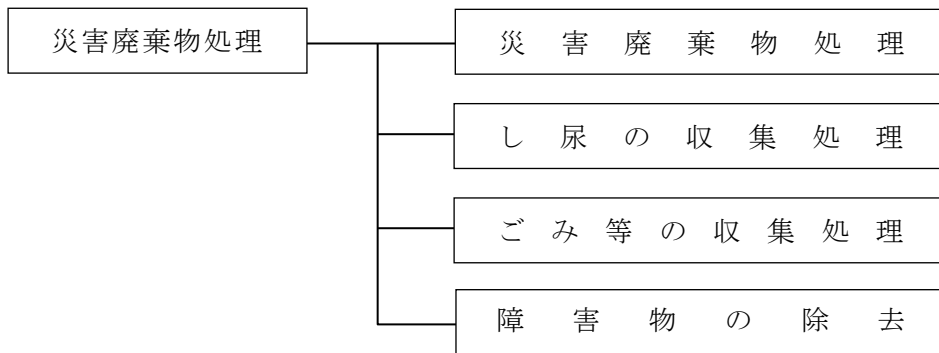 災害廃棄物処理
災害廃棄物処理
し尿の収集処理
ごみ等の収集処理
障害物の除去